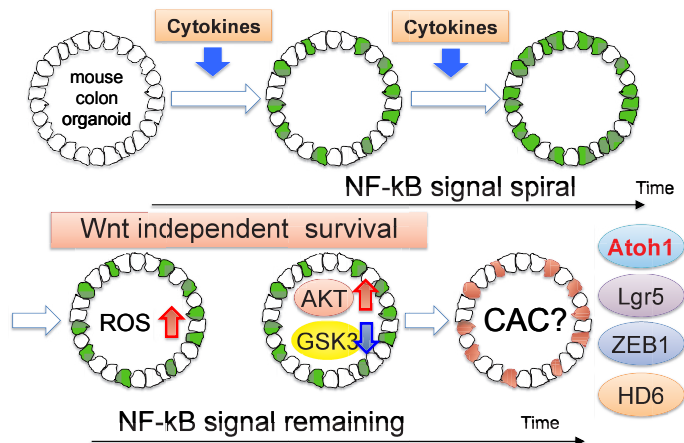 Cytokines
Cytokines
mouse
colon
organoid
NF-kB signal spiral
Time
Wnt independent survival
Atoh1
Lgr5
ZEB1
HD6
ROS
AKT
GSK3
CAC?
NF-kB signal remaining
Time